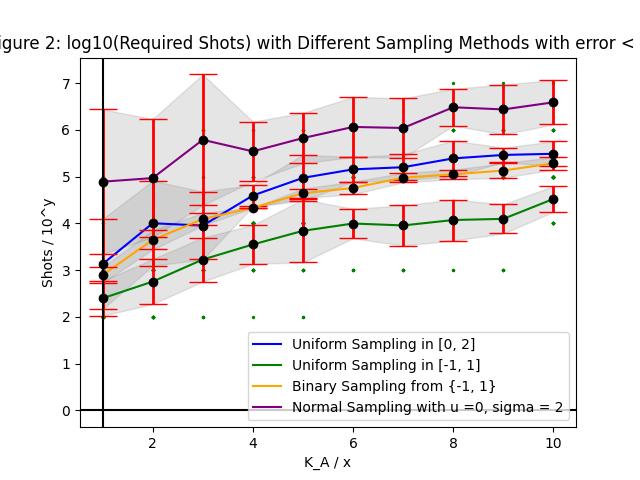 igure 2: log10(Required Shots) with Different Sampling Methods with error <
7
6
5
4
3
2
1
0
Shots / 10^y
2
4
6
8
10
K_A / x
Uniform Sampling in [0, 2]
Uniform Sampling in [-1, 1]
Binary Sampling from {-1, 1}
Normal Sampling with u =0, sigma = 2